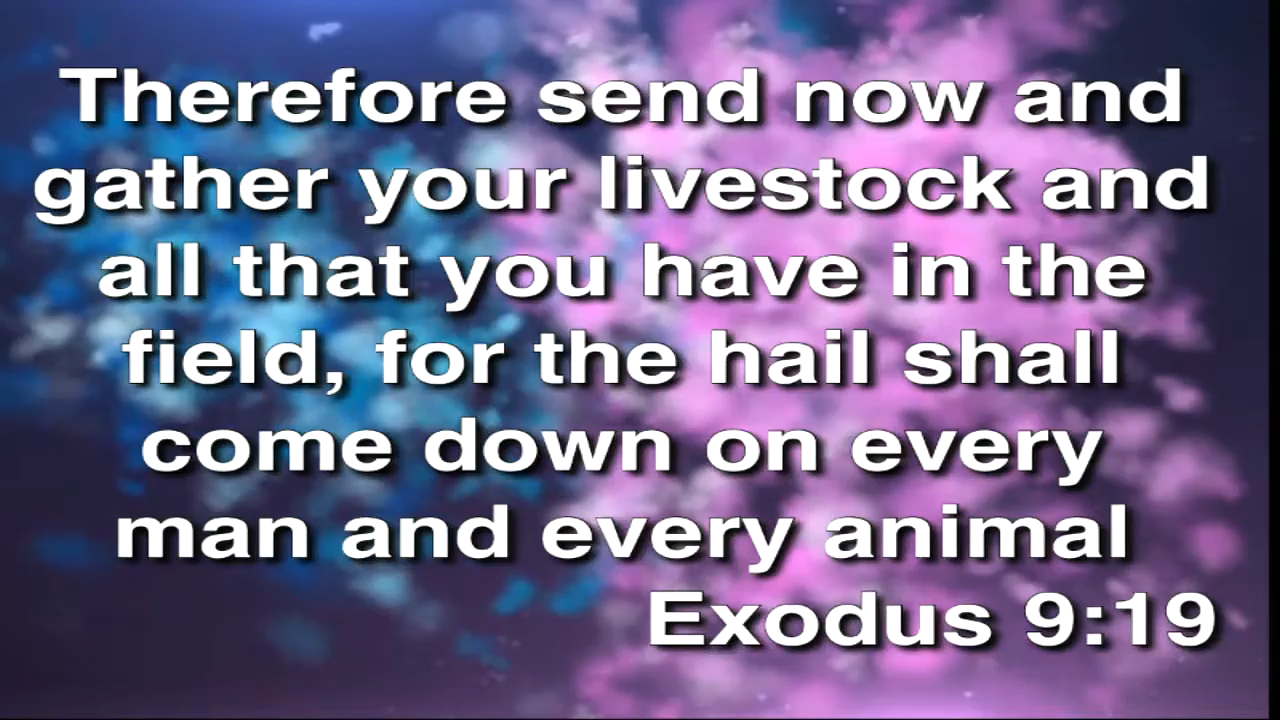 Therefore send now and
gather your livestock and
all that you have in the
field, for the hail shall
come down on every
man and every animal
Exodus 9:19